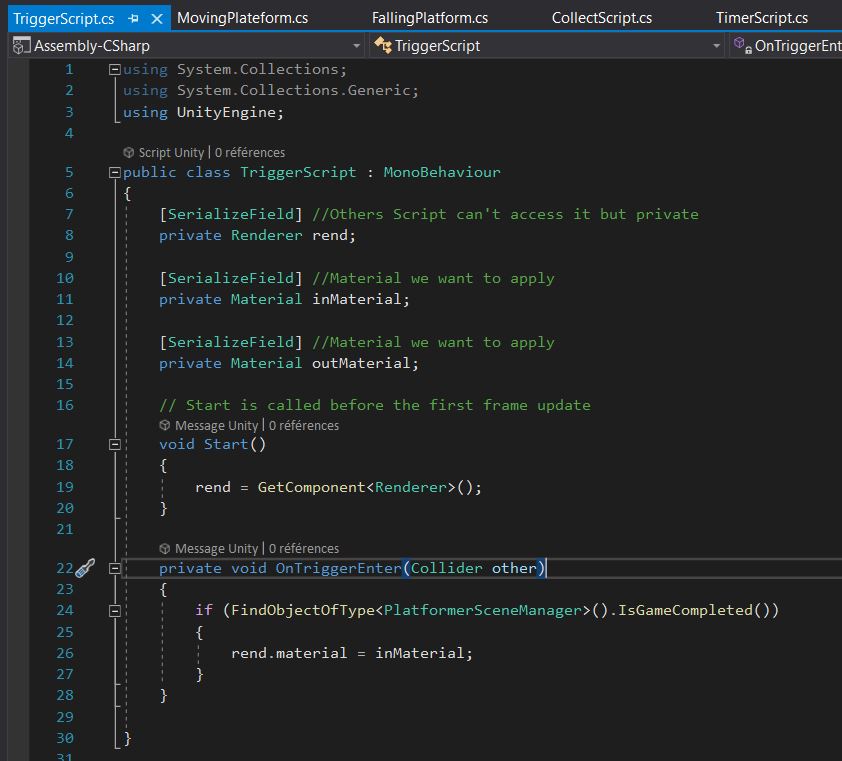 TriggerScript.cs MovingPlateform.cs FallingPlatform.cs CollectScript.cs TimerScript.cs
Assembly-CSharp TriggerScript OnTriggerEnt
1 using System.Collections;
2 using System.Collections.Generic;
3 using UnityEngine;
4
Script Unity | 0 références
5 public class TriggerScript : MonoBehaviour
6 {
7 [SerializeField] //Others Script can't access it but private
8 private Renderer rend;
9
10 [SerializeField] //Material we want to apply
11 private Material inMaterial;
12
13 [SerializeField] //Material we want to apply
14 private Material outMaterial;
15
16 // Start is called before the first frame update
Message Unity | 0 références
17 void Start()
18 {
19 rend = GetComponent<Renderer>();
20 }
21
Message Unity | 0 références
22 private void OnTriggerEnter(Collider other)
23 {
24 if (FindObjectOfType<PlatformerSceneManager>().IsGameCompleted())
25 {
26 rend.material = inMaterial;
27 }
28 }
29
30 }
31